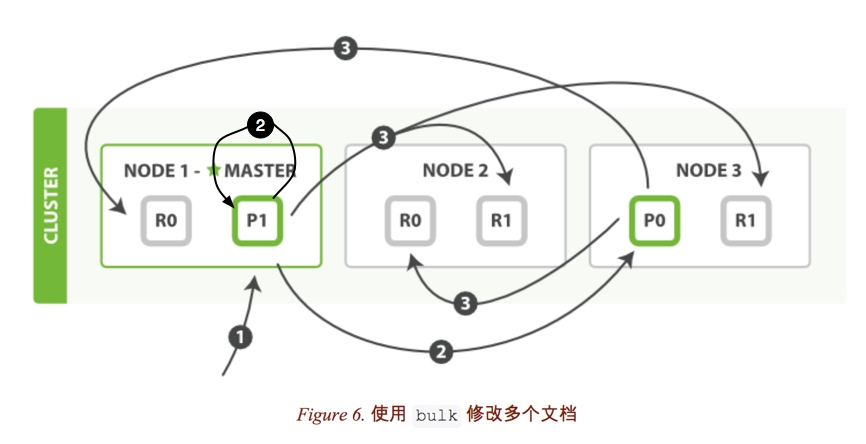 3
2
3
CLUSTER
NODE 1 - ★ MASTER
NODE 2
NODE 3
R0
P1
R0
R1
P0
R1
3
1
2
Figure 6. 使用 bulk 修改多个文档